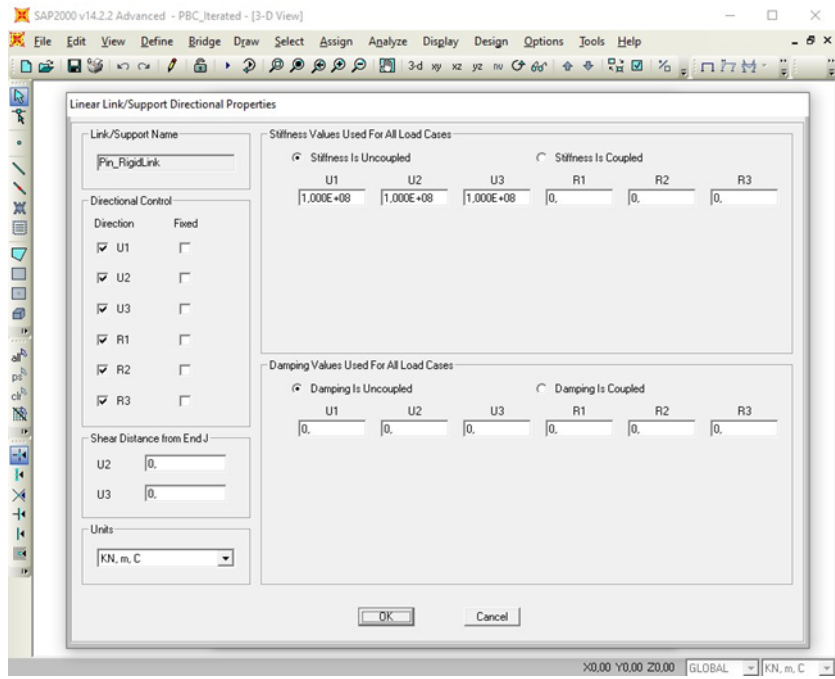 SAP2000 v14.2.2 Advanced - PBC_Iterated - [3-D View]
File Edit View Define Bridge Draw Select Assign Analyze Display Design Options Tools Help
3-d xy xz yz nv
Linear Link/Support Directional Properties
Link/Support Name
Pin_RigidLink
Directional Control
Direction Fixed
U1
U2
U3
R1
R2
R3
Shear Distance from End J
U2 0,
U3 0,
Units
KN, m, C
Stiffness Values Used For All Load Cases
Stiffness Is Uncoupled Stiffness Is Coupled
U1 U2 U3 R1 R2 R3
1,000E+08 1,000E+08 1,000E+08 0, 0, 0,
Damping Values Used For All Load Cases
Damping Is Uncoupled Damping Is Coupled
U1 U2 U3 R1 R2 R3
0, 0, 0, 0, 0, 0,
OK Cancel
all
ps
clr
X0,00 Y0,00 Z0,00 GLOBAL KN, m, C